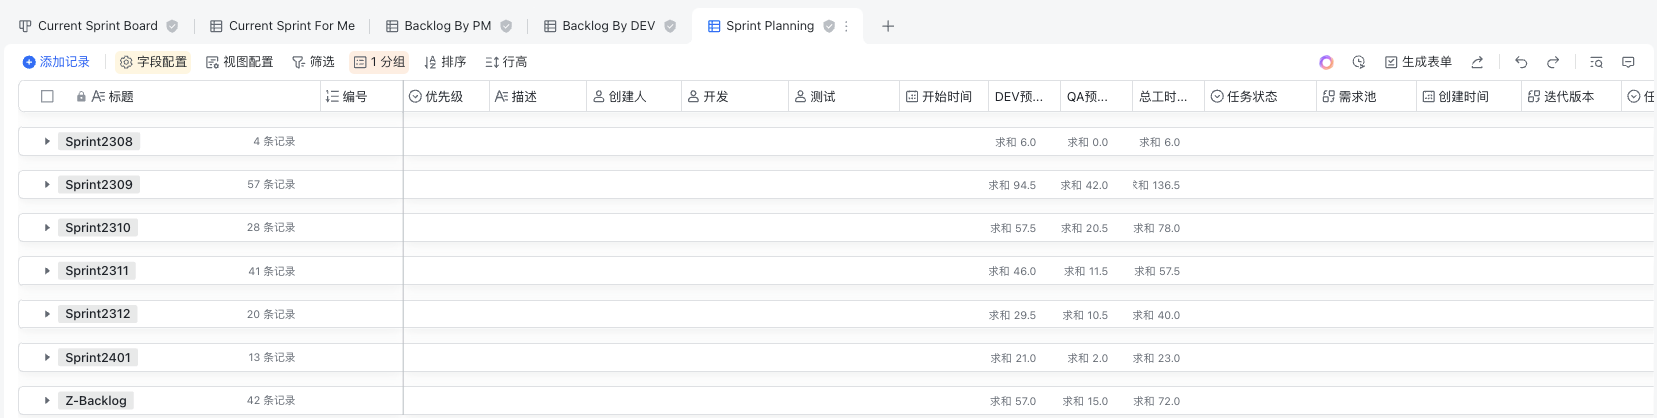 Current Sprint Board Current Sprint For Me Backlog By PM Backlog By DEV Sprint Planning
添加记录 字段配置 视图配置 筛选 1 分组 排序 行高 生成表单
标题 编号 优先级 描述 创建人 开发 测试 开始时间 DEV预... QA预... 总工时... 任务状态 需求池 创建时间 迭代版本 任
Sprint2308 4 条记录 求和 6.0 求和 0.0 求和 6.0
Sprint2309 57 条记录 求和 94.5 求和 42.0 求和 136.5
Sprint2310 28 条记录 求和 57.5 求和 20.5 求和 78.0
Sprint2311 41 条记录 求和 46.0 求和 11.5 求和 57.5
Sprint2312 20 条记录 求和 29.5 求和 10.5 求和 40.0
Sprint2401 13 条记录 求和 21.0 求和 2.0 求和 23.0
Z-Backlog 42 条记录 求和 57.0 求和 15.0 求和 72.0